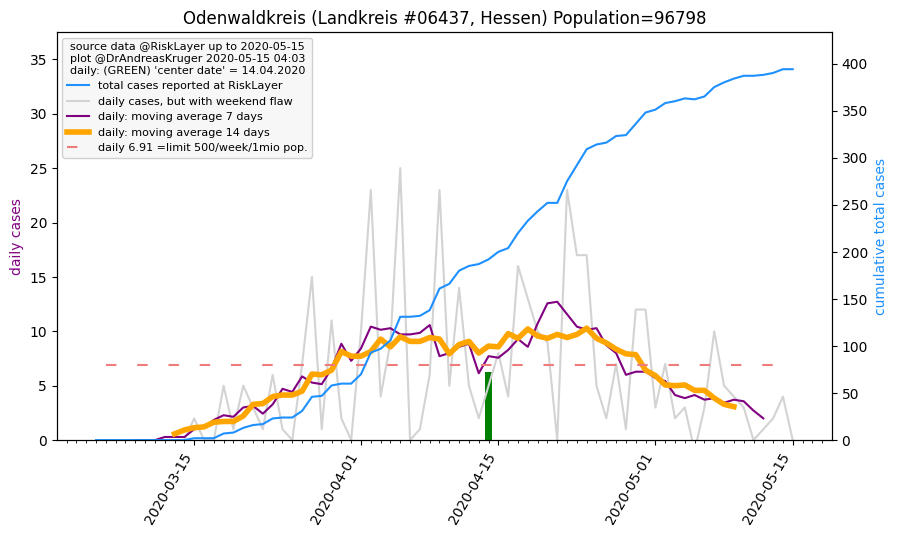 Odenwaldkreis (Landkreis #06437, Hessen) Population=96798
source data @RiskLayer up to 2020-05-15
plot @DrAndreasKruger 2020-05-15 04:03
daily: (GREEN) 'center date' = 14.04.2020
total cases reported at RiskLayer
daily cases, but with weekend flaw
daily: moving average 7 days
daily: moving average 14 days
daily 6.91 =limit 500/week/1mio pop.
daily cases
35
30
25
20
15
10
5
0
400
350
300
250
200
150
100
50
0
cumulative total cases
2020-03-15
2020-04-01
2020-04-15
2020-05-01
2020-05-15